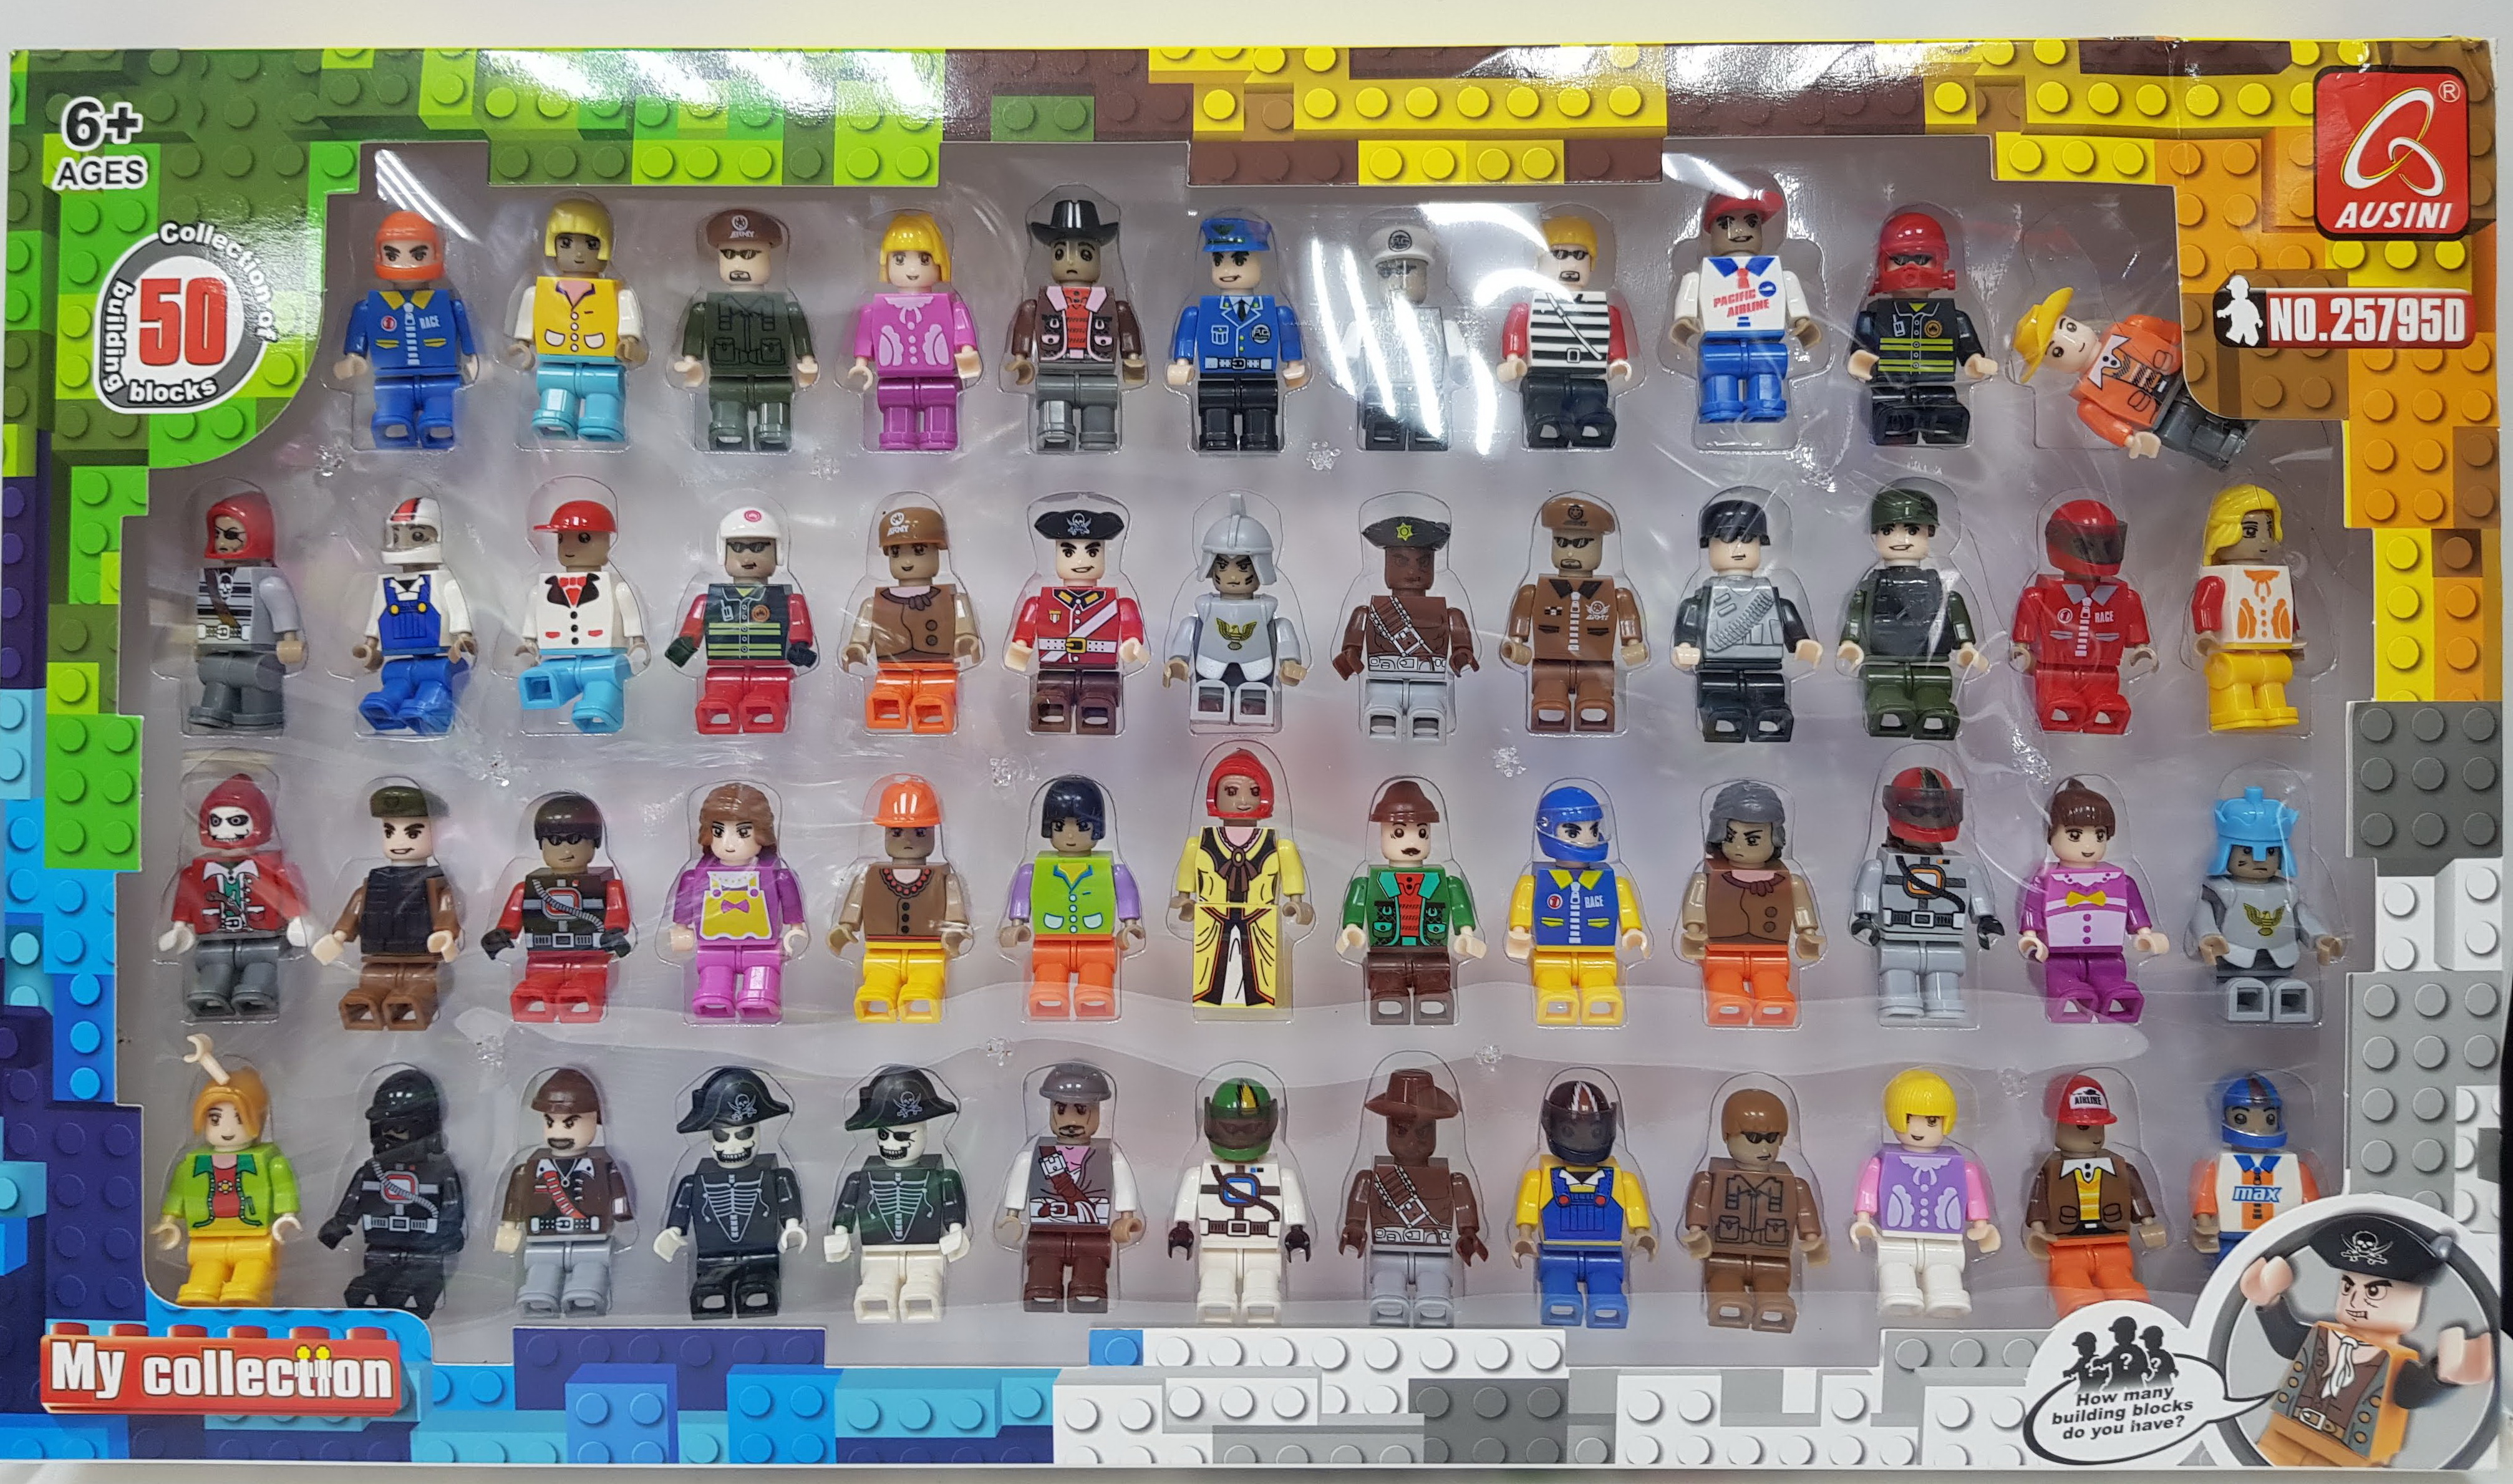 6+
AGES
Collection of
50
building
blocks
®
AUSINI
NO.25795D
ARMY
RACE
PACIFIC
AIRLINE
ARMY
ARMY
ARMY
RACE
RACE
AIRLINE
max
My collection
? ? ?
How many
building blocks
do you have?